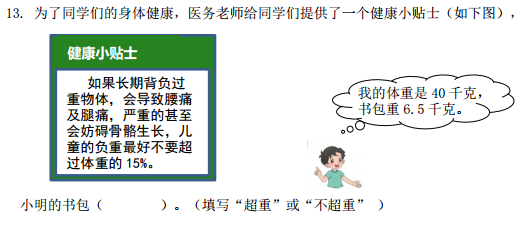 13. 为了同学们的身体健康，医务老师给同学们提供了一个健康小贴士（如下图），
健康小贴士
如果长期背负过
重物体，会导致腰痛
及腿痛，严重的甚至
会妨碍骨骼生长，儿
童的负重最好不要超
过体重的 15%。
我的体重是 40 千克，
书包重 6.5 千克。
小明的书包（　　　）。（填写“超重”或“不超重” ）